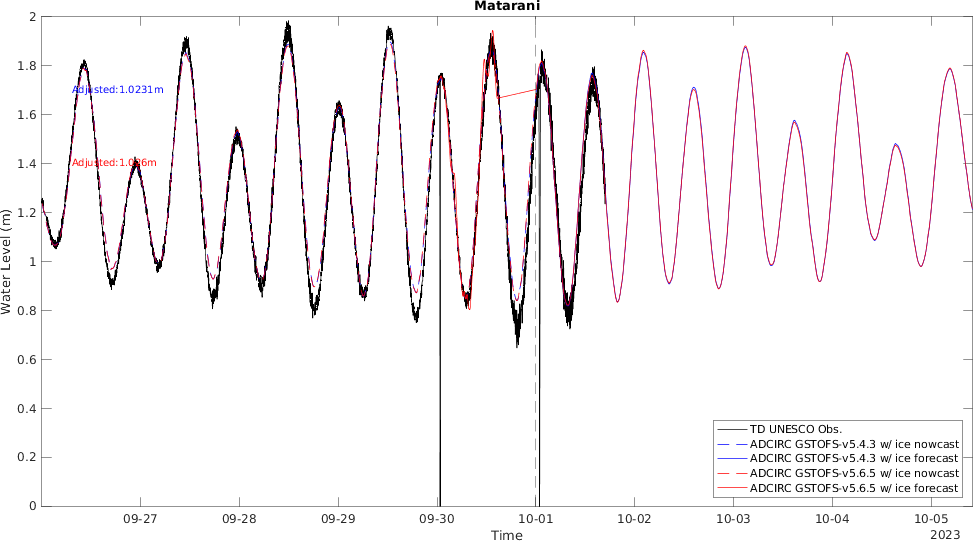 Matarani
2
1.8
1.6
1.4
1.2
1
0.8
0.6
0.4
0.2
0
Water Level (m)
Adjusted:1.0231m
TD UNESCO Obs.
ADCIRC GSTOFS-v5.4.3 w/ ice nowcast
ADCIRC GSTOFS-v5.4.3 w/ ice forecast
ADCIRC GSTOFS-v5.6.5 w/ ice nowcast
ADCIRC GSTOFS-v5.6.5 w/ ice forecast
09-27 09-28 09-29 09-30 10-01 10-02 10-03 10-04 10-05
Time
2023